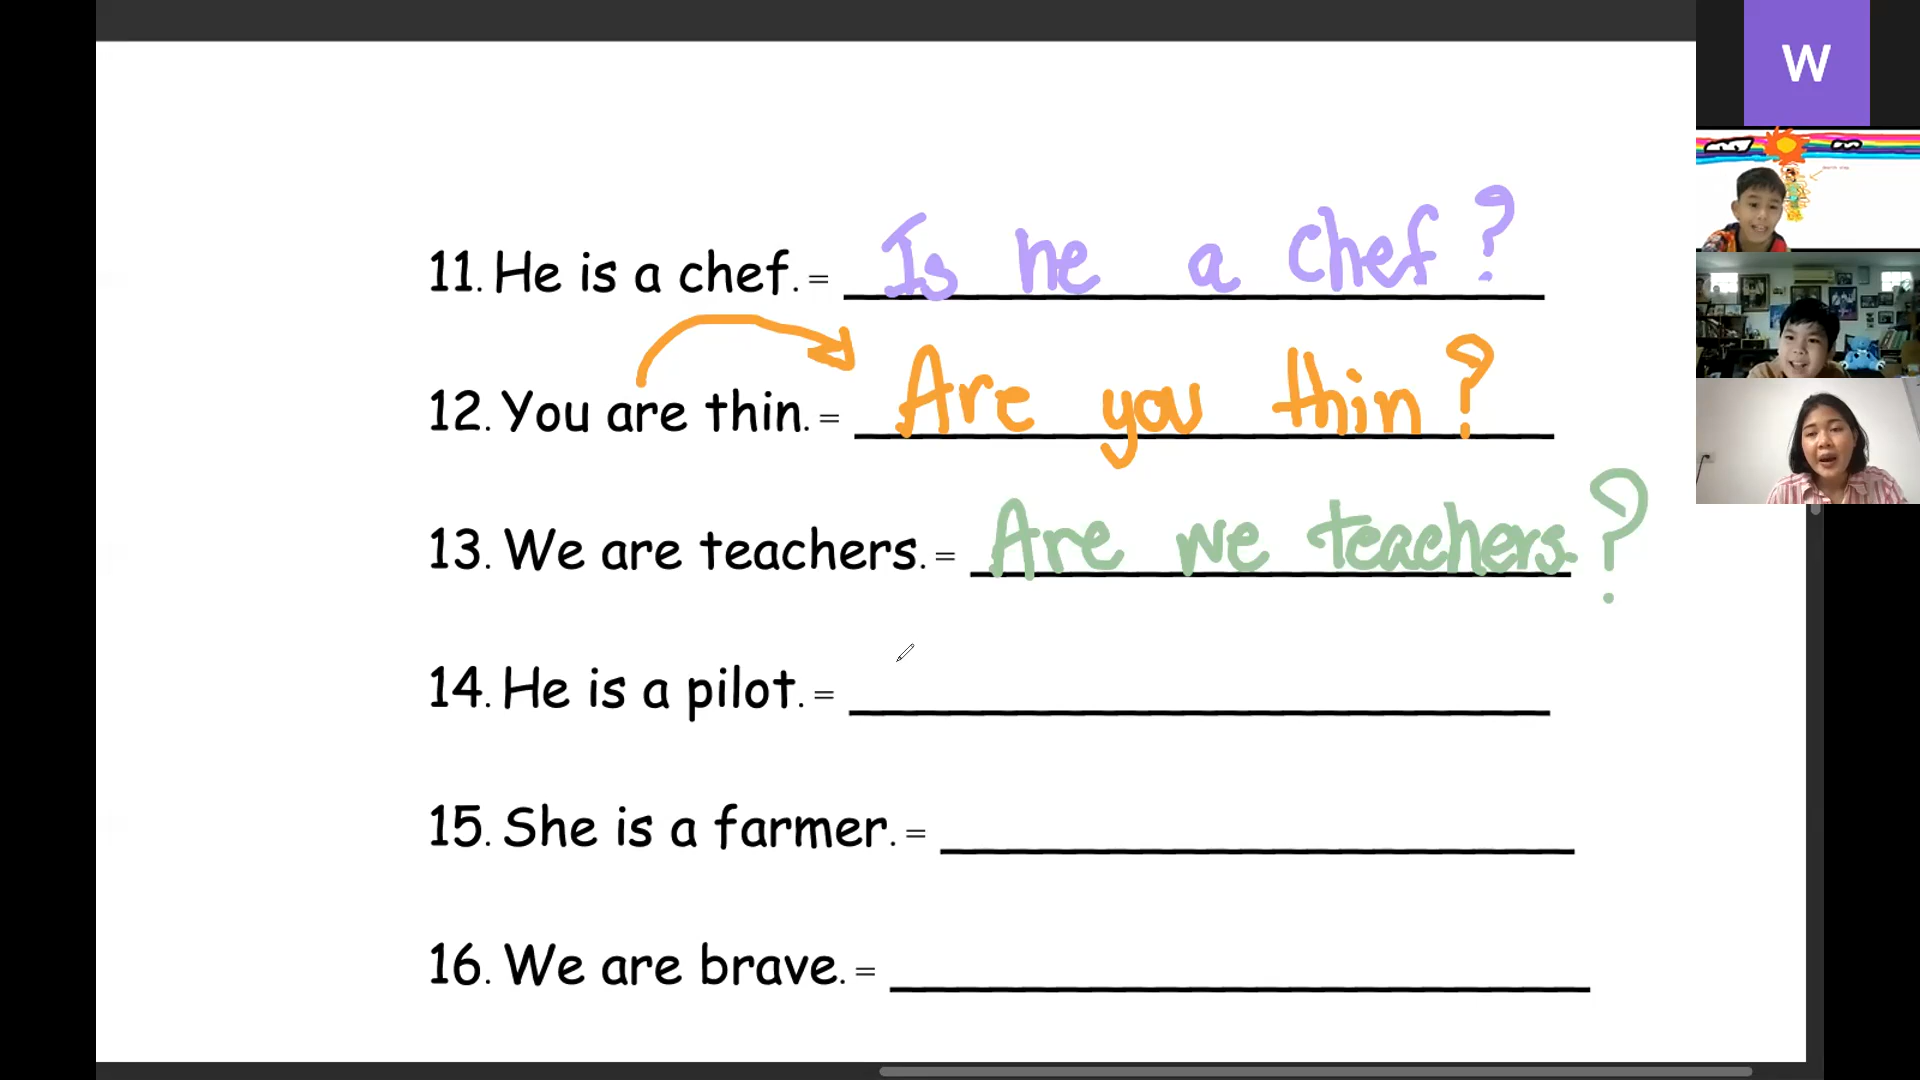 W
11. He is a chef. = Is he a chef?
12. You are thin. = Are you thin?
13. We are teachers. = Are we teachers?
14. He is a pilot. =
15. She is a farmer. =
16. We are brave. =